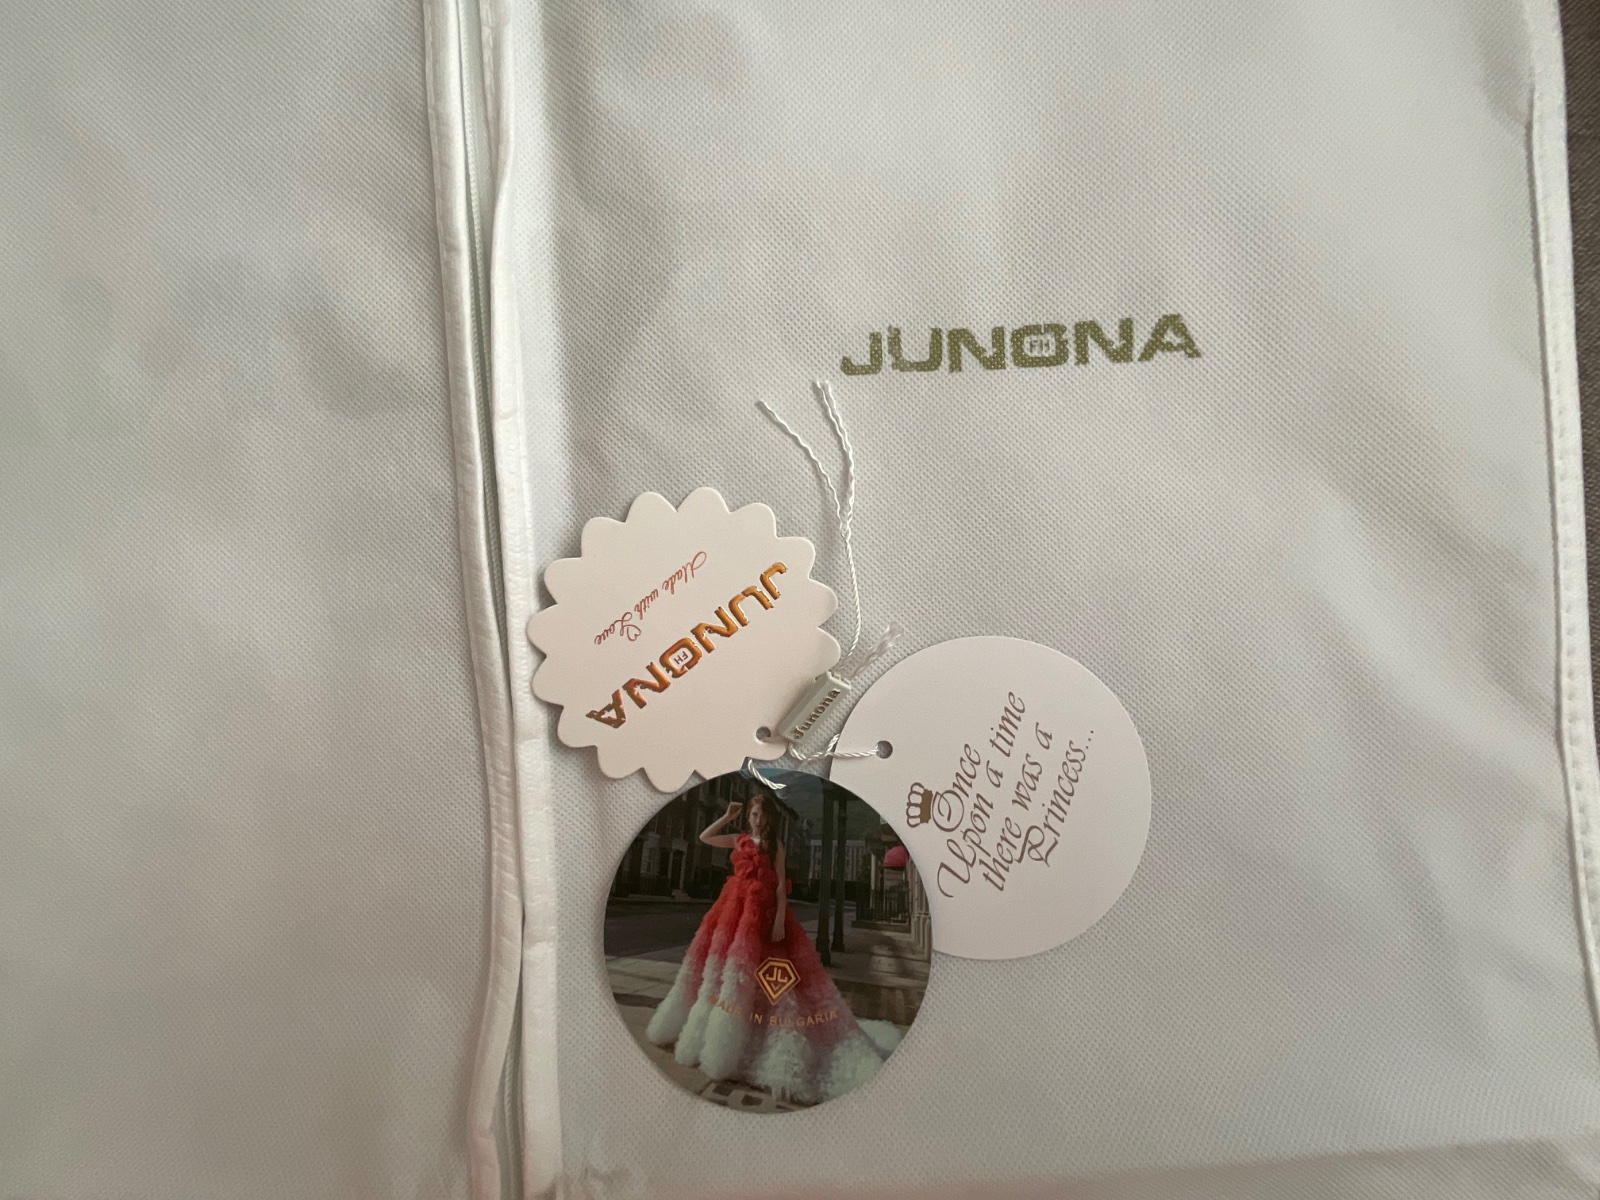 JUNONA
FH
Made with Love
JUNONA
FH
Junona
Once
Upon a time
there was a
Princess...
JL
MADE IN BULGARIA